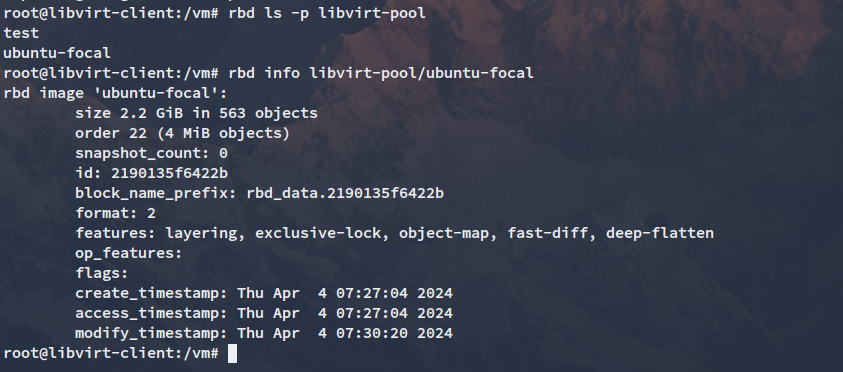 root@libvirt-client:/vm# rbd ls -p libvirt-pool
test
ubuntu-focal
root@libvirt-client:/vm# rbd info libvirt-pool/ubuntu-focal
rbd image 'ubuntu-focal':
size 2.2 GiB in 563 objects
order 22 (4 MiB objects)
snapshot_count: 0
id: 2190135f6422b
block_name_prefix: rbd_data.2190135f6422b
format: 2
features: layering, exclusive-lock, object-map, fast-diff, deep-flatten
op_features:
flags:
create_timestamp: Thu Apr  4 07:27:04 2024
access_timestamp: Thu Apr  4 07:27:04 2024
modify_timestamp: Thu Apr  4 07:30:20 2024
root@libvirt-client:/vm#